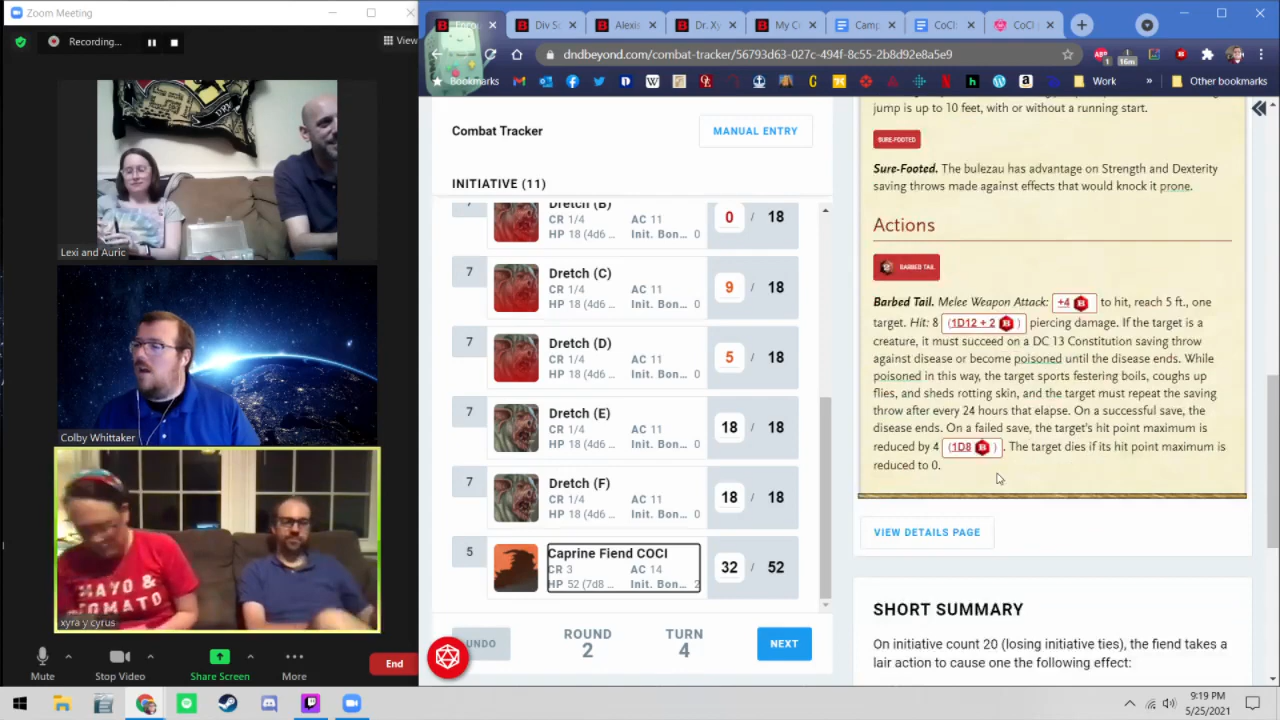 Zoom Meeting
Recording...
View
Lexi and Auric
Colby Whittaker
MAYO &
TOMATO
xyra y cyrus
Mute
Stop Video
Share Screen
More
End
Div S
Alexis
My C
CoCl
CoCl
dndbeyond.com/combat-tracker/56793d63-027c-494f-8c55-2b8d92e8a5e9
ABP
1
16m
Bookmarks
Work
»
Other bookmarks
Combat Tracker
MANUAL ENTRY
INITIATIVE (11)
7
Dretch (B)
CR 1/4 AC 11
HP 18 (4d6 ... Init. Bon... 0
0 / 18
7
Dretch (C)
CR 1/4 AC 11
HP 18 (4d6 ... Init. Bon... 0
9 / 18
7
Dretch (D)
CR 1/4 AC 11
HP 18 (4d6 ... Init. Bon... 0
5 / 18
7
Dretch (E)
CR 1/4 AC 11
HP 18 (4d6 ... Init. Bon... 0
18 / 18
7
Dretch (F)
CR 1/4 AC 11
HP 18 (4d6 ... Init. Bon... 0
18 / 18
5
Caprine Fiend COCI
CR 3 AC 14
HP 52 (7d8 ... Init. Bon... 2
32 / 52
UNDO
ROUND
2
TURN
4
NEXT
jump is up to 10 feet, with or without a running start.
SURE-FOOTED
Sure-Footed. The bulezau has advantage on Strength and Dexterity
saving throws made against effects that would knock it prone.
Actions
BARBED TAIL
Barbed Tail. Melee Weapon Attack: +4 to hit, reach 5 ft., one
target. Hit: 8 (1D12 + 2 ) piercing damage. If the target is a
creature, it must succeed on a DC 13 Constitution saving throw
against disease or become poisoned until the disease ends. While
poisoned in this way, the target sports festering boils, coughs up
flies, and sheds rotting skin, and the target must repeat the saving
throw after every 24 hours that elapse. On a successful save, the
disease ends. On a failed save, the target's hit point maximum is
reduced by 4 (1D8 ). The target dies if its hit point maximum is
reduced to 0.
VIEW DETAILS PAGE
SHORT SUMMARY
On initiative count 20 (losing initiative ties), the fiend takes a
lair action to cause one the following effect:
9:19 PM
5/25/2021